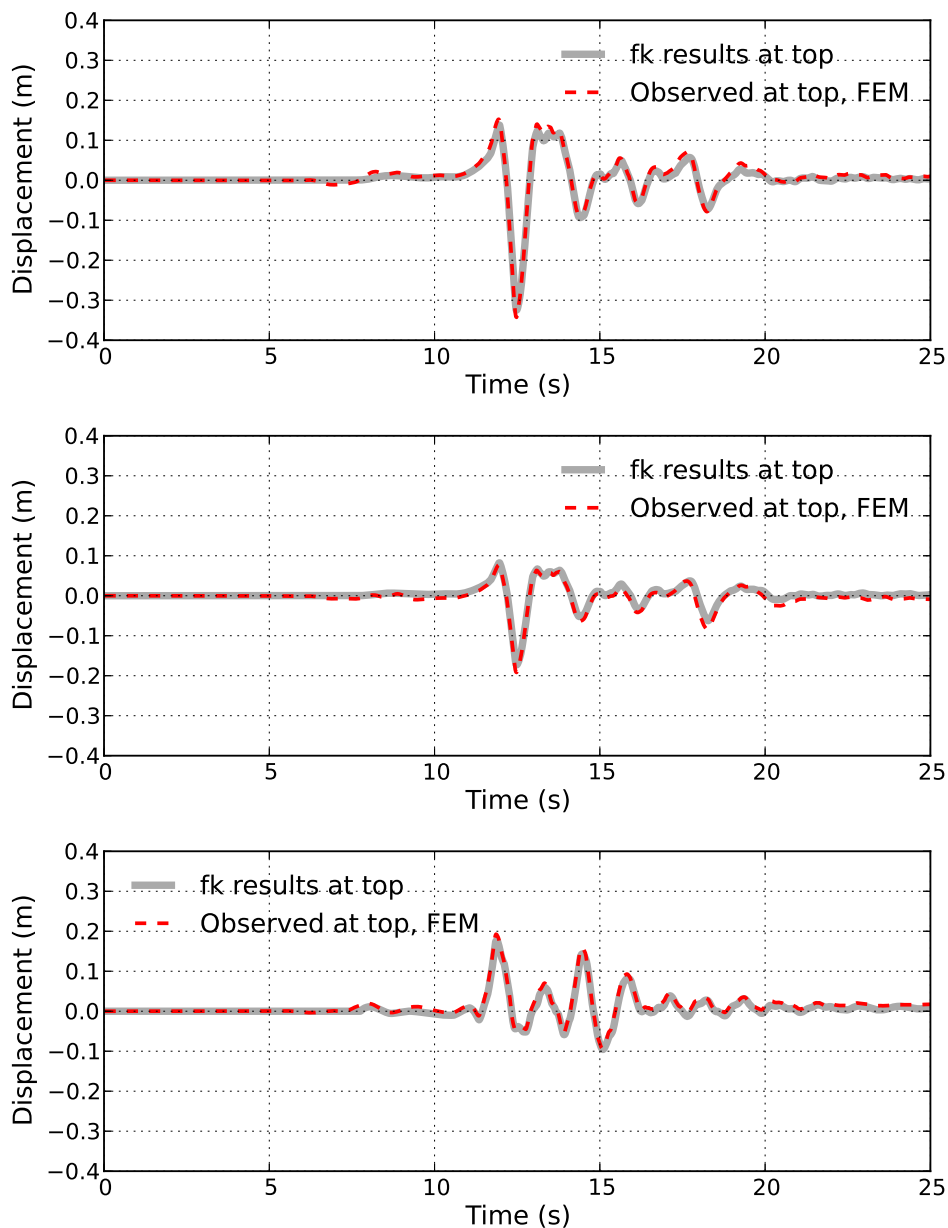 0.4
0.3
0.2
0.1
0.0
−0.1
−0.2
−0.3
−0.4
Displacement (m)
fk results at top
Observed at top, FEM
0 5 10 15 20 25
Time (s)
0.4
0.3
0.2
0.1
0.0
−0.1
−0.2
−0.3
−0.4
Displacement (m)
fk results at top
Observed at top, FEM
0 5 10 15 20 25
Time (s)
0.4
0.3
0.2
0.1
0.0
−0.1
−0.2
−0.3
−0.4
Displacement (m)
fk results at top
Observed at top, FEM
0 5 10 15 20 25
Time (s)